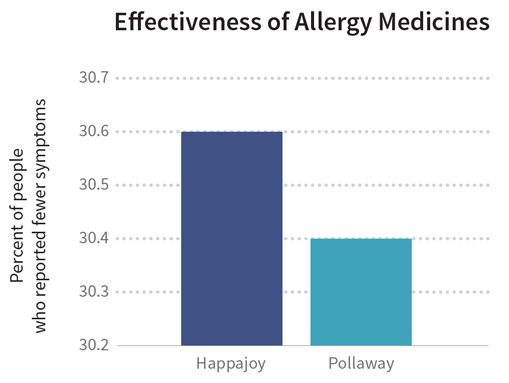 Effectiveness of Allergy Medicines
Percent of people
who reported fewer symptoms
30.7
30.6
30.5
30.4
30.3
30.2
Happajoy
Pollaway